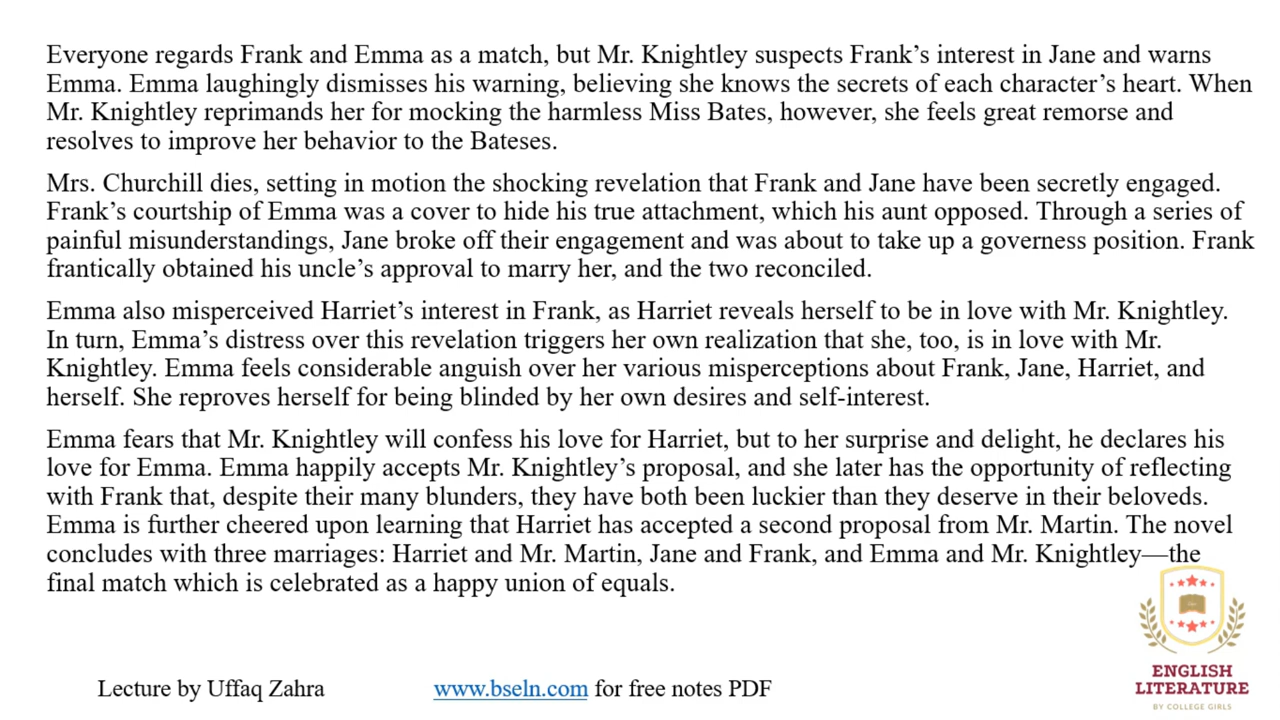 Everyone regards Frank and Emma as a match, but Mr. Knightley suspects Frank’s interest in Jane and warns
Emma. Emma laughingly dismisses his warning, believing she knows the secrets of each character’s heart. When
Mr. Knightley reprimands her for mocking the harmless Miss Bates, however, she feels great remorse and
resolves to improve her behavior to the Bateses.
Mrs. Churchill dies, setting in motion the shocking revelation that Frank and Jane have been secretly engaged.
Frank’s courtship of Emma was a cover to hide his true attachment, which his aunt opposed. Through a series of
painful misunderstandings, Jane broke off their engagement and was about to take up a governess position. Frank
frantically obtained his uncle’s approval to marry her, and the two reconciled.
Emma also misperceived Harriet’s interest in Frank, as Harriet reveals herself to be in love with Mr. Knightley.
In turn, Emma’s distress over this revelation triggers her own realization that she, too, is in love with Mr.
Knightley. Emma feels considerable anguish over her various misperceptions about Frank, Jane, Harriet, and
herself. She reproves herself for being blinded by her own desires and self-interest.
Emma fears that Mr. Knightley will confess his love for Harriet, but to her surprise and delight, he declares his
love for Emma. Emma happily accepts Mr. Knightley’s proposal, and she later has the opportunity of reflecting
with Frank that, despite their many blunders, they have both been luckier than they deserve in their beloveds.
Emma is further cheered upon learning that Harriet has accepted a second proposal from Mr. Martin. The novel
concludes with three marriages: Harriet and Mr. Martin, Jane and Frank, and Emma and Mr. Knightley—the
final match which is celebrated as a happy union of equals.
Lecture by Uffaq Zahra
www.bseln.com for free notes PDF
ENGLISH
LITERATURE
BY COLLEGE GIRLS